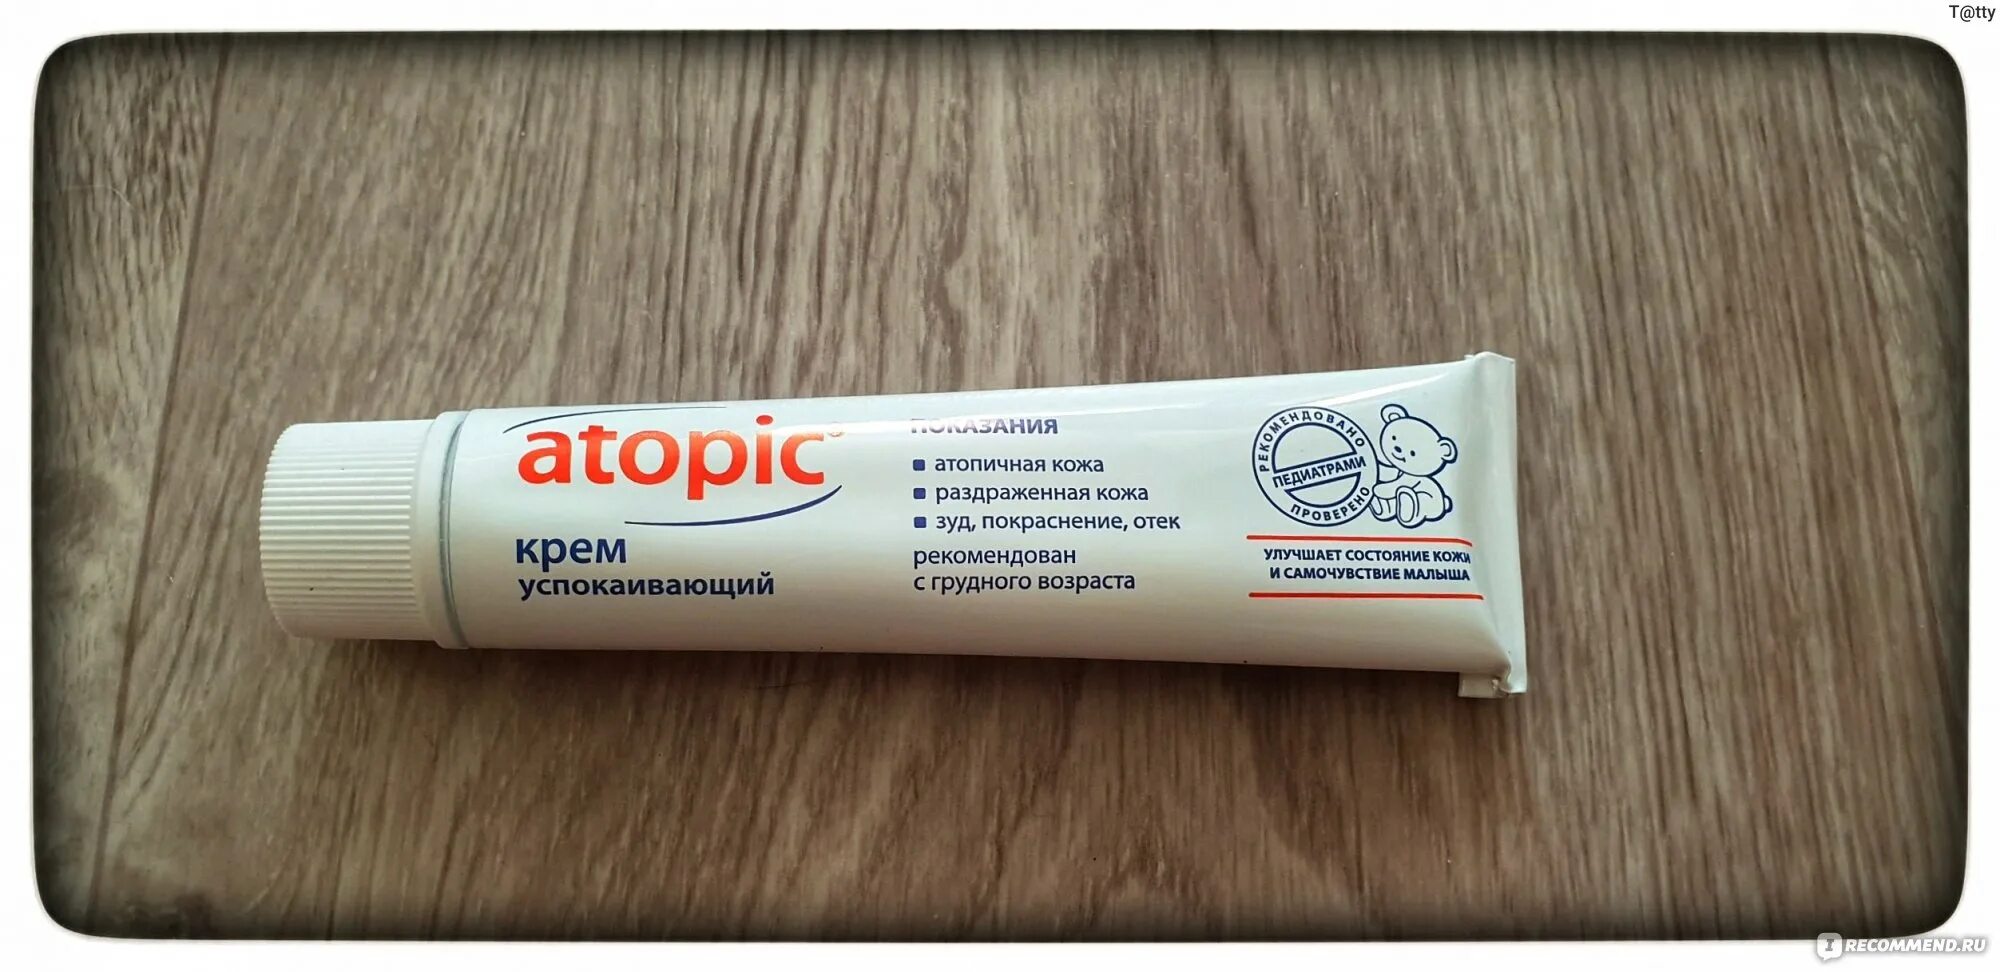 T@tty
atopic®
крем
успокаивающий
ПОКАЗАНИЯ
▪ атопичная кожа
▪ раздраженная кожа
▪ зуд, покраснение, отек
рекомендован
с грудного возраста
РЕКОМЕНДОВАНО
ПЕДИАТРАМИ
ПРОВЕРЕНО
УЛУЧШАЕТ СОСТОЯНИЕ КОЖИ
И САМОЧУВСТВИЕ МАЛЫША
IRECOMMEND.RU